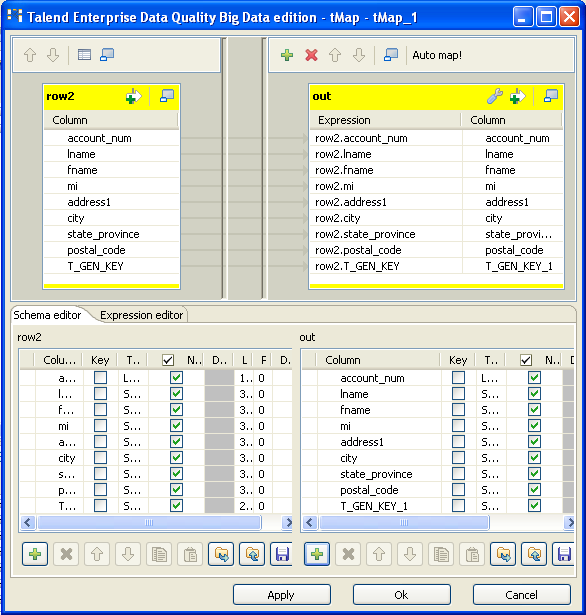 Talend Enterprise Data Quality Big Data edition - tMap - tMap_1
Auto map!
row2
Column
account_num
lname
fname
mi
address1
city
state_province
postal_code
T_GEN_KEY
out
Expression Column
row2.account_num account_num
row2.lname lname
row2.fname fname
row2.mi mi
row2.address1 address1
row2.city city
row2.state_province state_provi...
row2.postal_code postal_code
row2.T_GEN_KEY T_GEN_KEY_1
Schema editor Expression editor
row2
Colu... Key T... N.. D... L P D.
a... L... 1.. 0
l... S... 3.. 0
f... S... 3.. 0
mi S... 3.. 0
a... S... 3.. 0
city S... 3.. 0
s... S... 3.. 0
p... S... 3.. 0
T... S... 2.. 0
out
Column Key T... N.. D
account_num L...
lname S...
fname S...
mi S...
address1 S...
city S...
state_province S...
postal_code S...
T_GEN_KEY_1 S...
Apply Ok Cancel